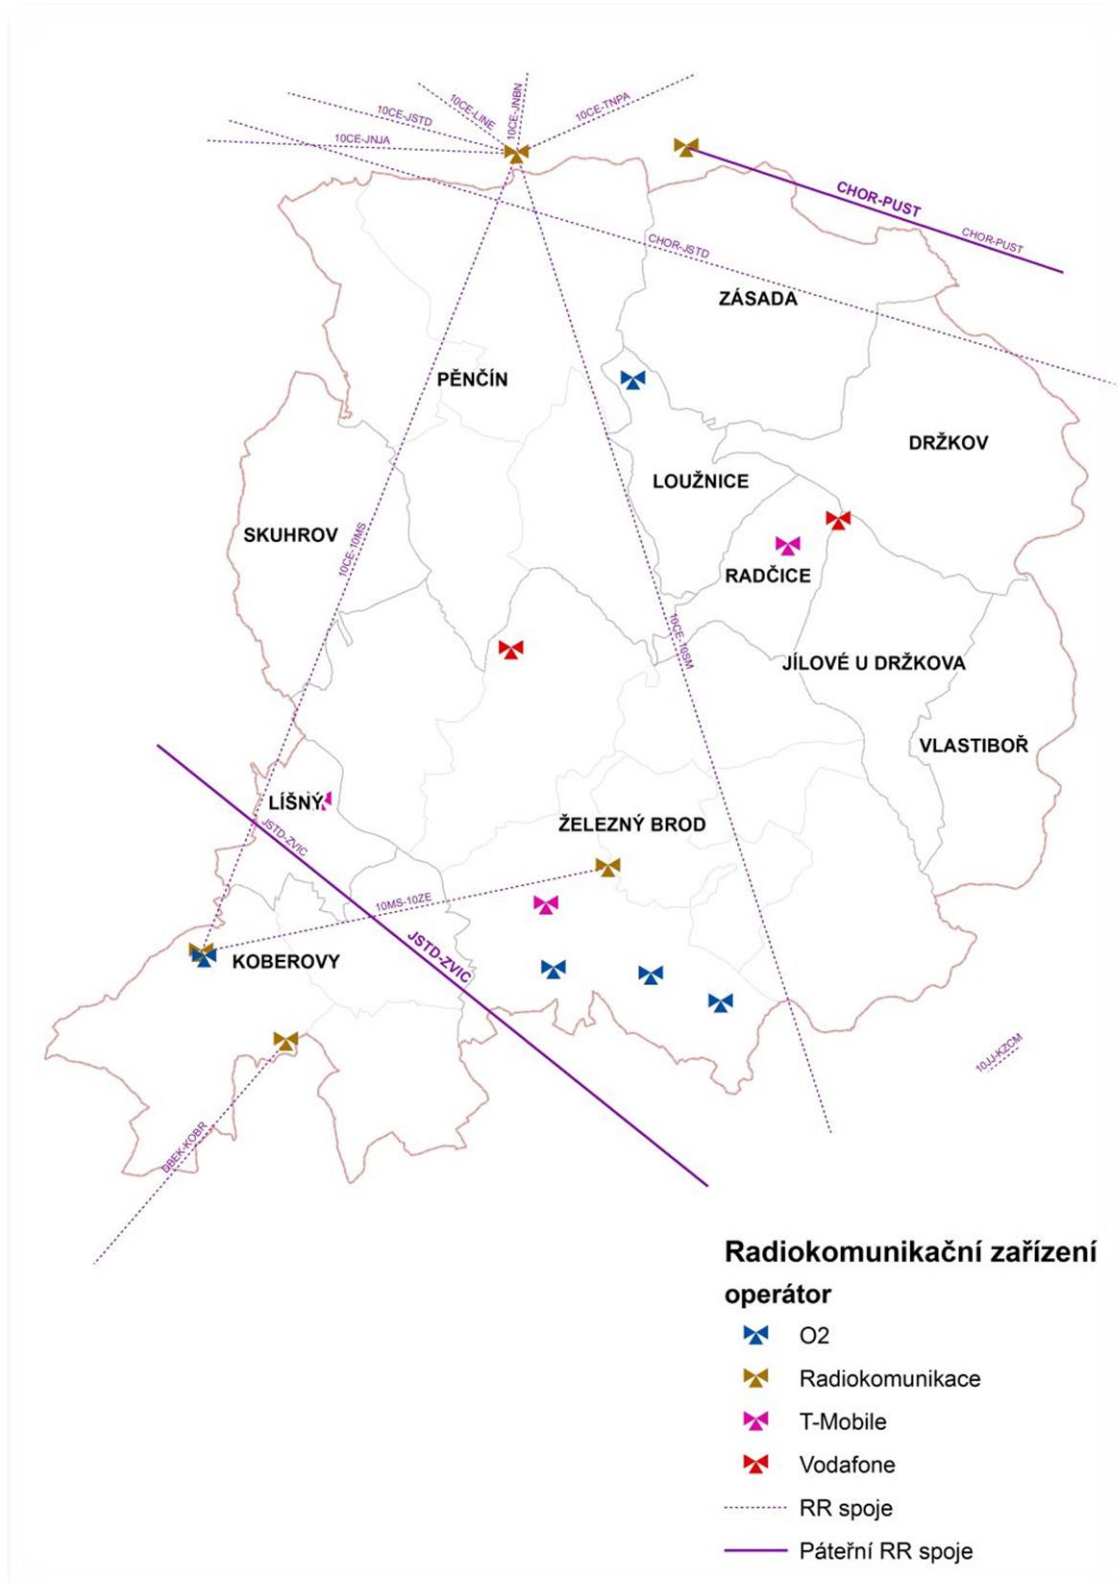 10CE-JSTD
10CE-LINE
10CE-JNBN
10CE-TNPA
10CE-JNJA
CHOR-PUST
CHOR-PUST
CHOR-JSTD
ZÁSADA
PĚNČÍN
DRŽKOV
LOUŽNICE
SKUHROV
10CE-10MS
RADČICE
10CE-10SM
JÍLOVÉ U DRŽKOVA
VLASTIBOŘ
LÍŠNÝ
JSTD-ZVIC
ŽELEZNÝ BROD
10MS-10ZE
JSTD-ZVIC
KOBEROVY
10JJ-KZCM
DBEK-KOBR
Radiokomunikační zařízení
operátor
O2
Radiokomunikace
T-Mobile
Vodafone
RR spoje
Páteřní RR spoje